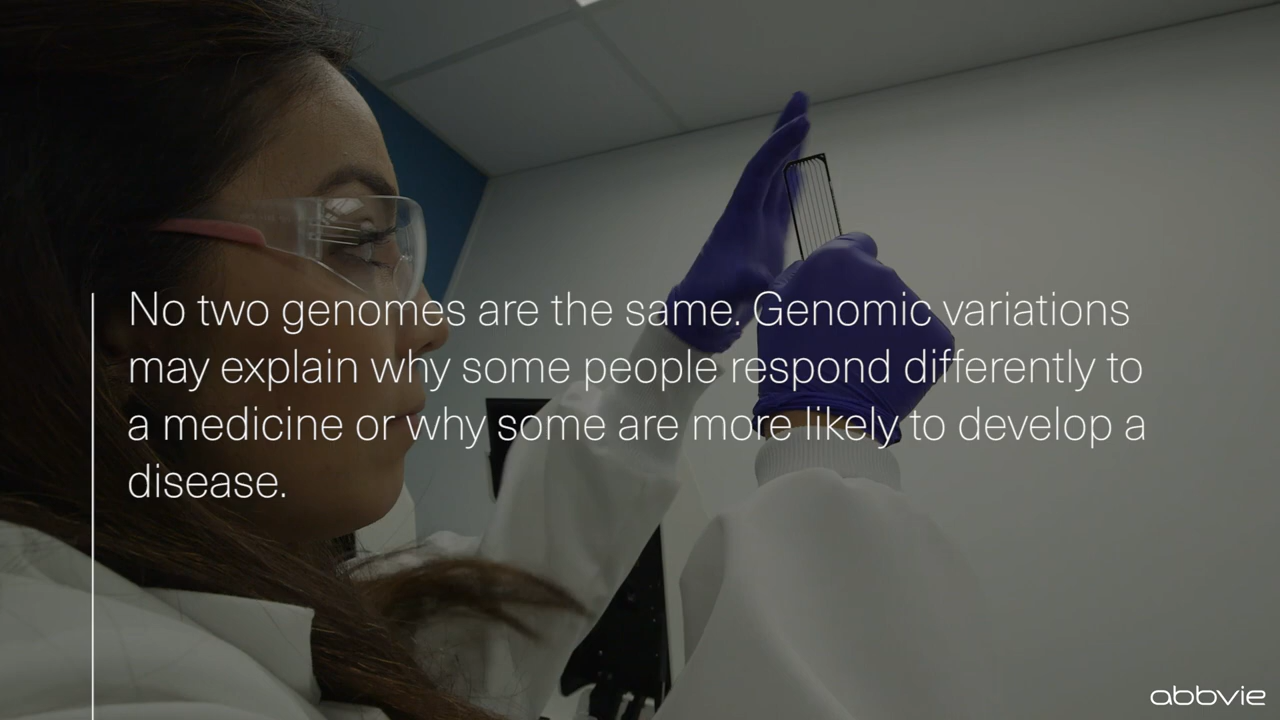 No two genomes are the same. Genomic variations
may explain why some people respond differently to
a medicine or why some are more likely to develop a
disease.
abbvie